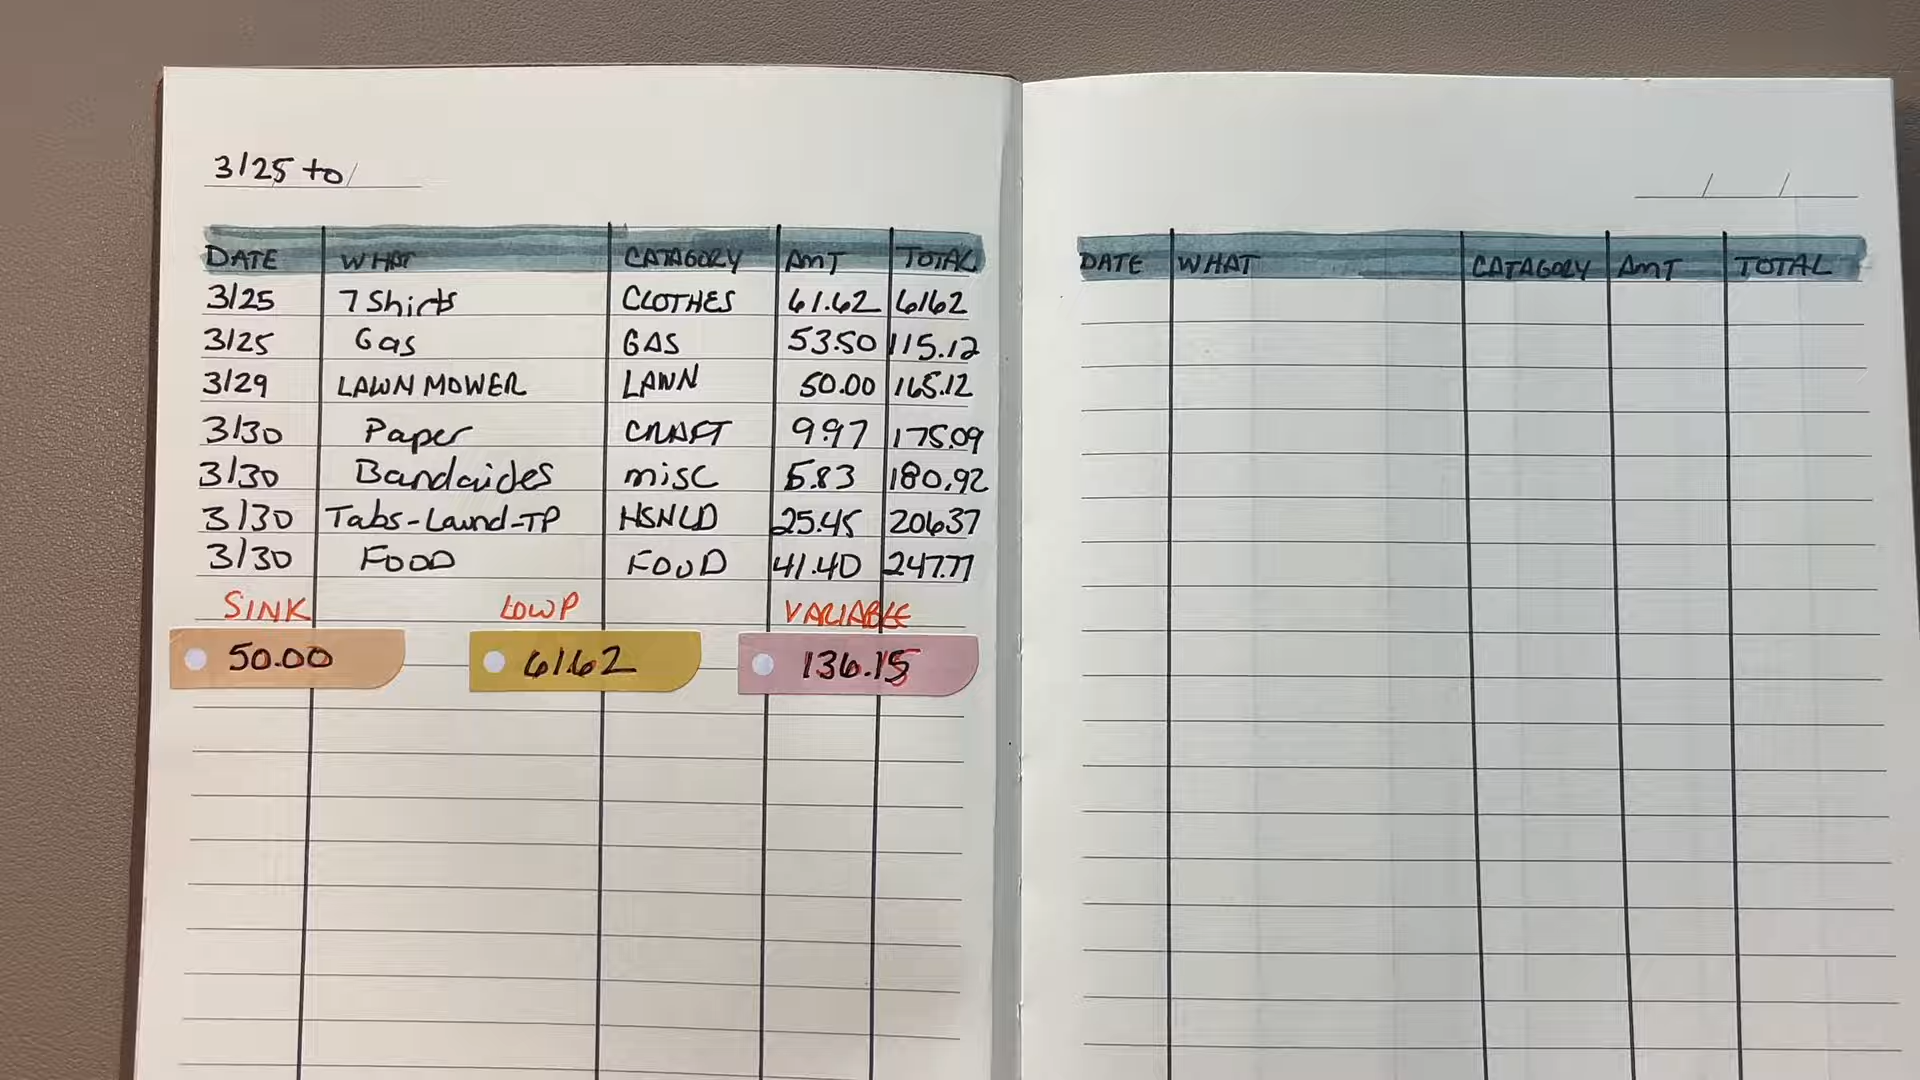 3/25 to
DATE WHAT CATAGORY AMT TOTAL
3/25 7 Shirts CLOTHES 61.62 6162
3/25 Gas GAS 53.50 115.12
3/29 LAWN MOWER LAWN 50.00 165.12
3/30 Paper CRAFT 9.97 175.09
3/30 Bandaides misc 5.83 180.92
3/30 Tabs-Laund-TP HSHLD 25.45 20637
3/30 FOOD FOOD 41.40 247.77
SINK LOWP VARIABLE
50.00 61.62 136.15
DATE WHAT CATAGORY AMT TOTAL